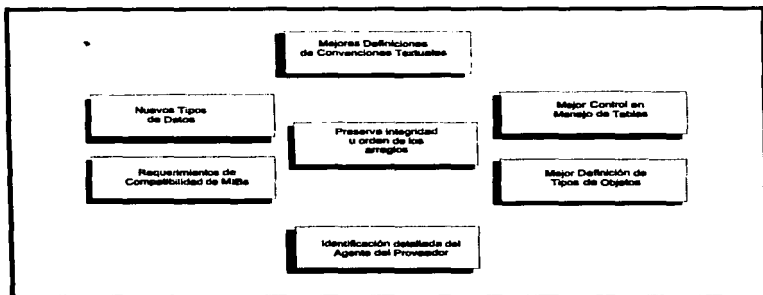 Mejores Definiciones
de Convenciones Textuales
Nuevos Tipos
de Datos
Mejor Control en
Manejo de Tablas
Preserva integridad
u orden de los
arreglos
Requerimientos de
Compatibilidad de MIBs
Mejor Definición de
Tipos de Objetos
Identificación detallada del
Agente del Proveedor